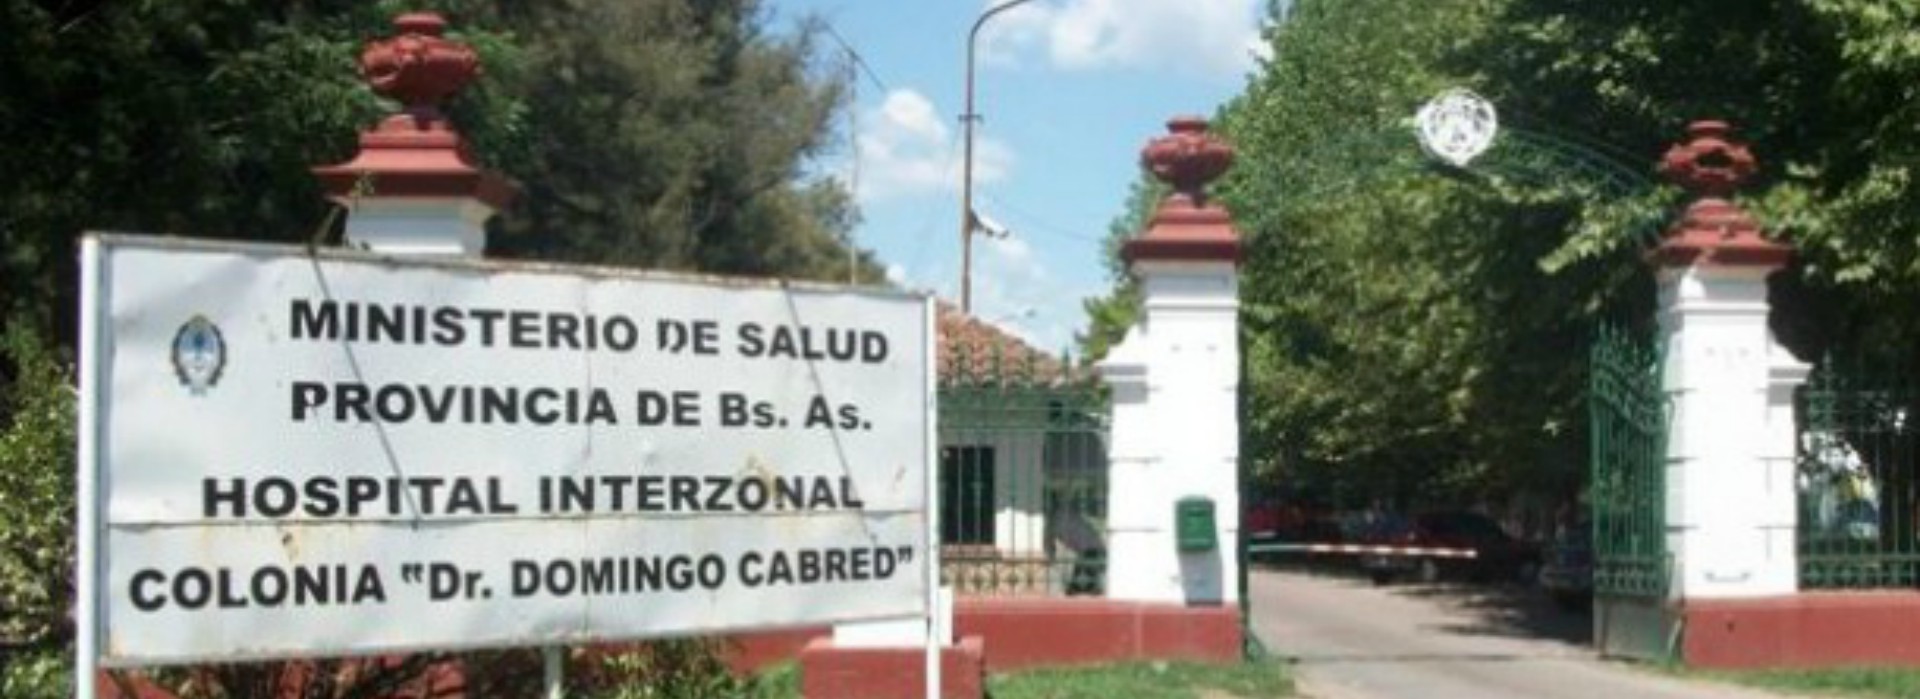 MINISTERIO DE SALUD
PROVINCIA DE Bs. As.
HOSPITAL INTERZONAL
COLONIA "Dr. DOMINGO CABRED"